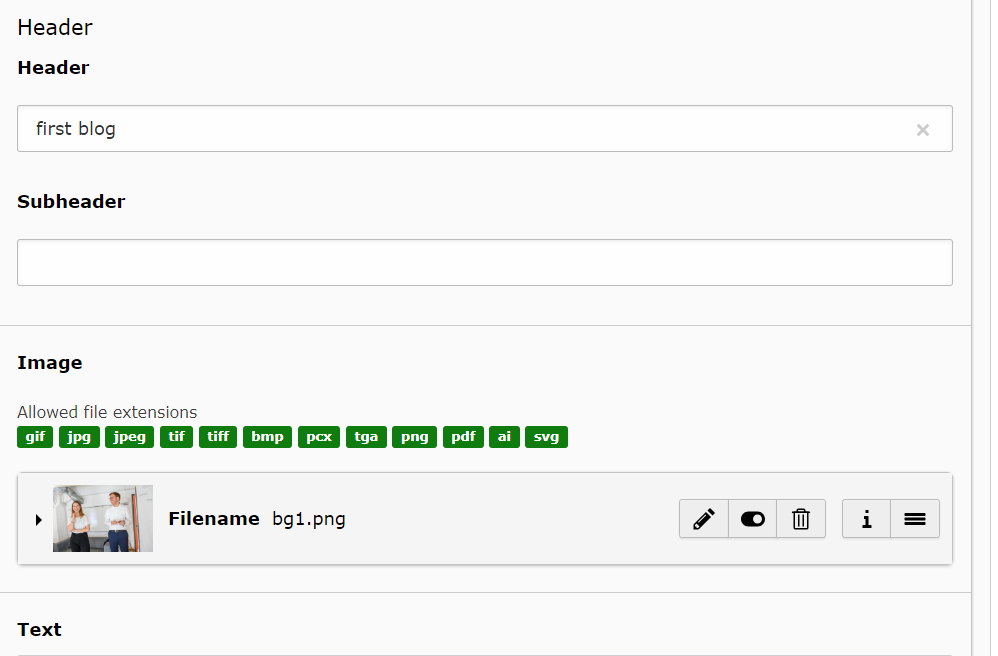 Header
Header
first blog
Subheader
Image
Allowed file extensions
gif jpg jpeg tif tiff bmp pcx tga png pdf ai svg
Filename bg1.png
Text